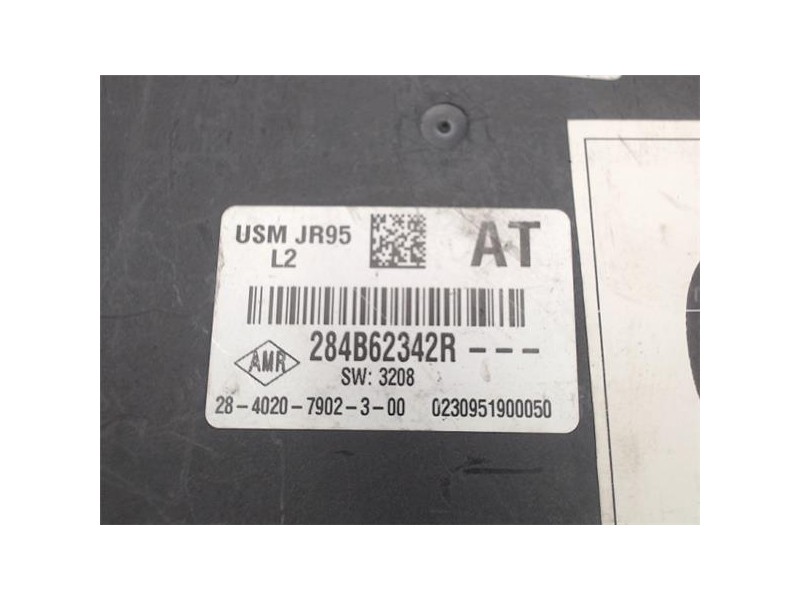 USM JR95
L2
AT
284B62342R---
AMR
SW: 3208
28-4020-7902-3-00 0230951900050